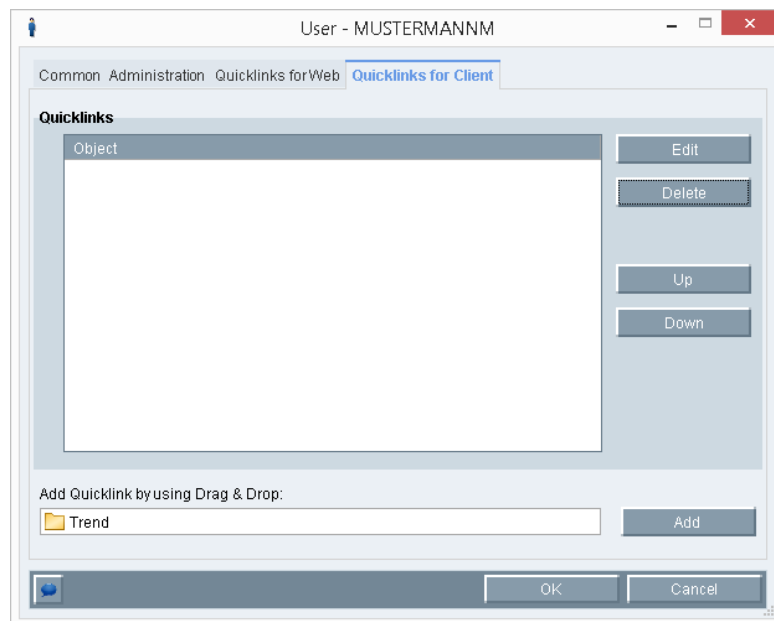 User - MUSTERMANNM
Common Administration Quicklinks for Web Quicklinks for Client
Quicklinks
Object
Edit
Delete
Up
Down
Add Quicklink by using Drag & Drop:
Trend
Add
OK
Cancel